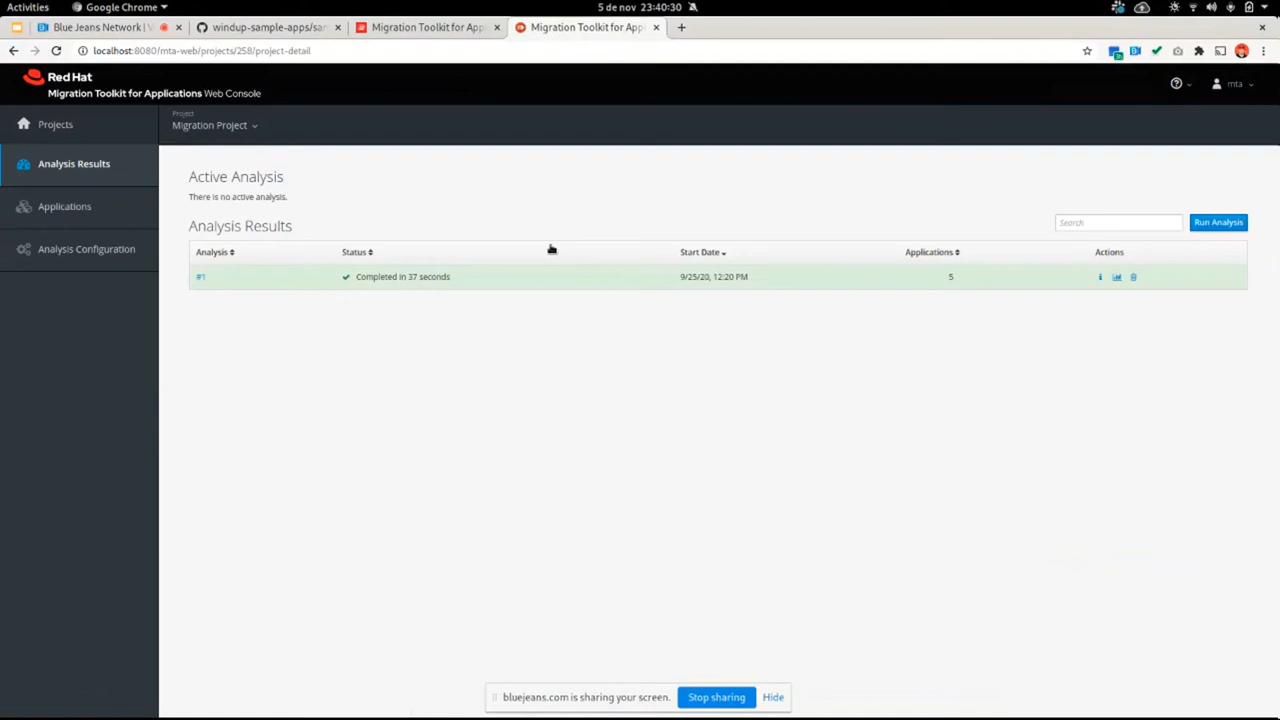 Activities
Google Chrome
5 de nov 23:40:30
Blue Jeans Network | V
windup-sample-apps/sam
Migration Toolkit for App
Migration Toolkit for App
localhost:8080/mta-web/projects/258/project-detail
Red Hat
Migration Toolkit for Applications Web Console
mta
Projects
Project
Migration Project
Analysis Results
Applications
Analysis Configuration
Active Analysis
There is no active analysis.
Analysis Results
Search
Run Analysis
Analysis Status Start Date Applications Actions
#1 Completed in 37 seconds 9/25/20, 12:20 PM 5
bluejeans.com is sharing your screen. Stop sharing Hide